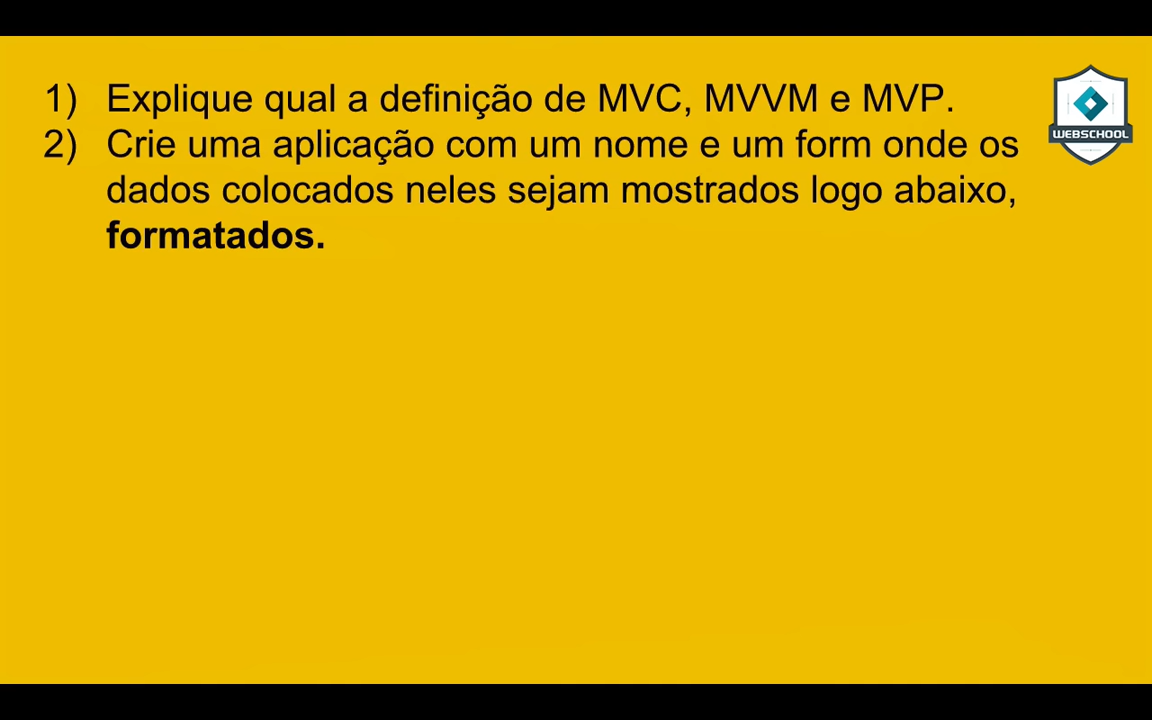 1) Explique qual a definição de MVC, MVVM e MVP.
2) Crie uma aplicação com um nome e um form onde os
dados colocados neles sejam mostrados logo abaixo,
formatados.
WEBSCHOOL